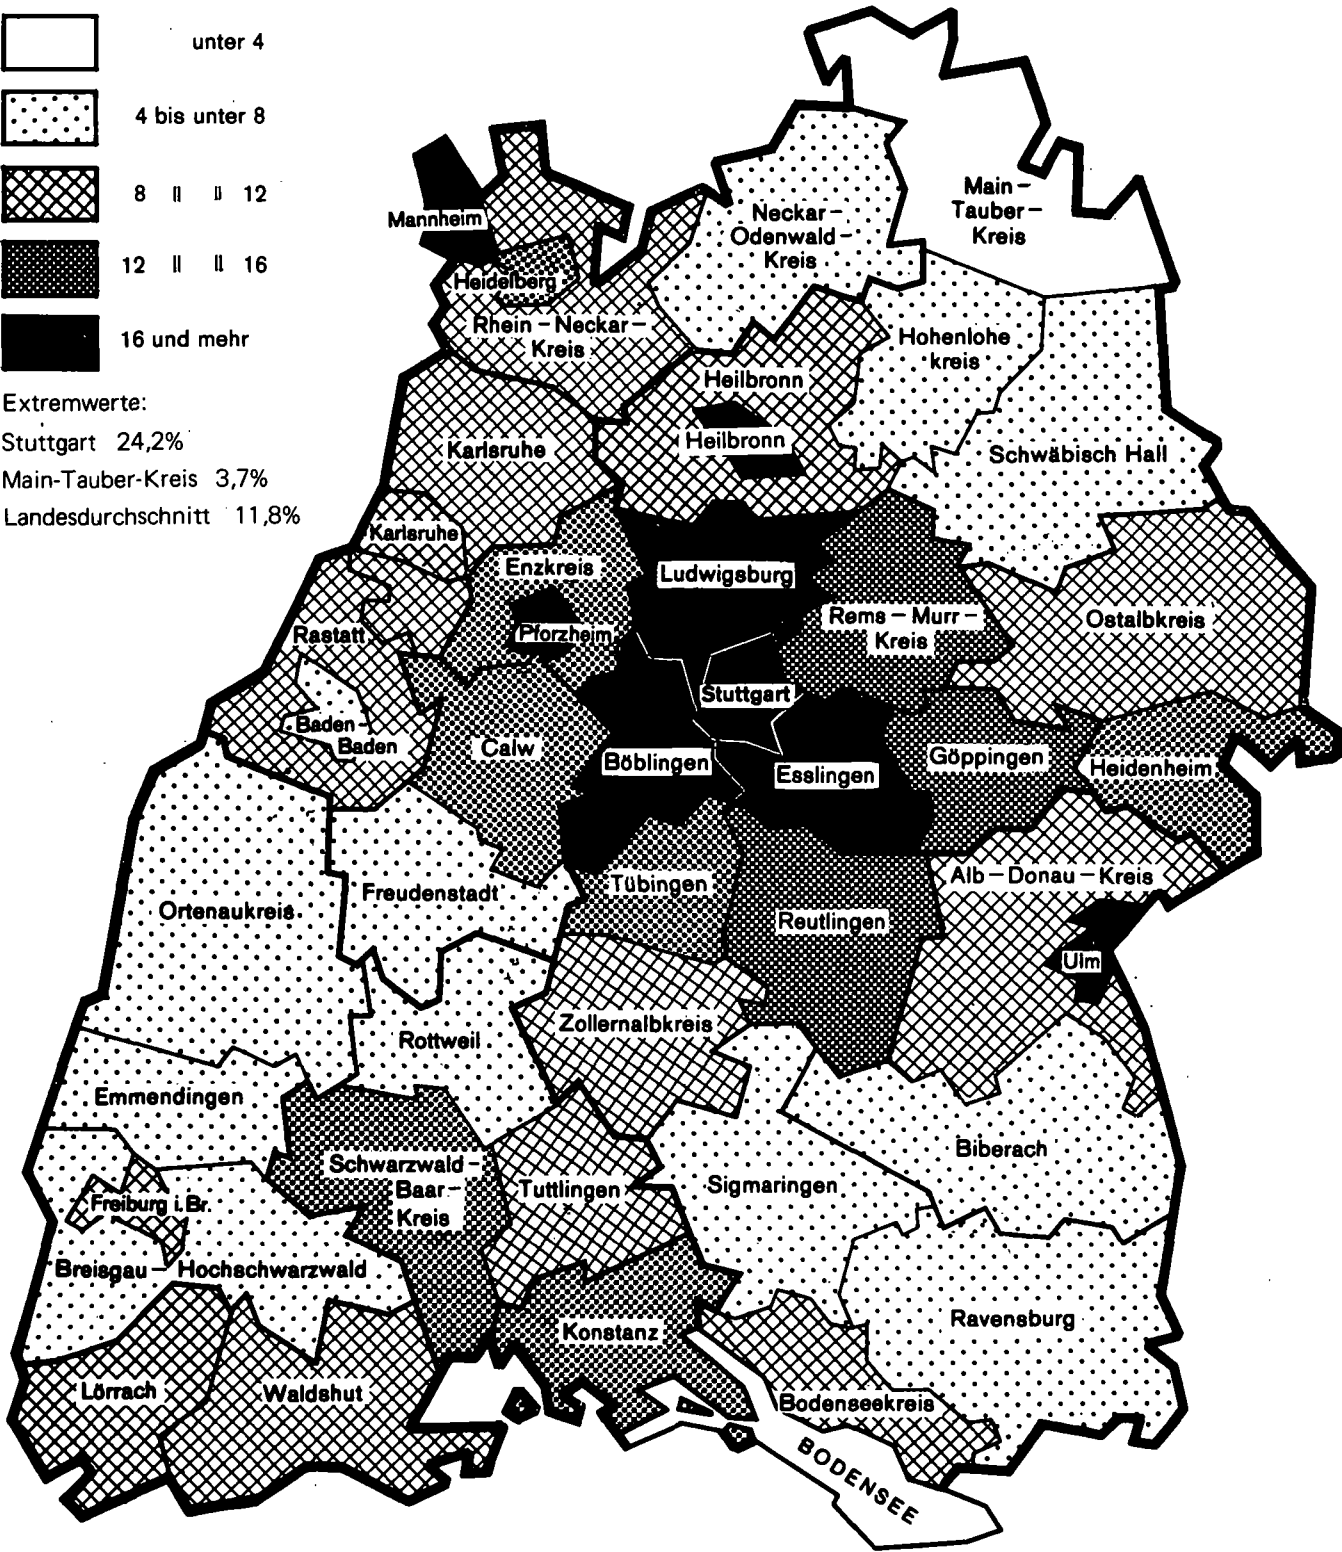 unter 4
4 bis unter 8
8 " " 12
12 " " 16
16 und mehr
Extremwerte:
Stuttgart 24,2%
Main-Tauber-Kreis 3,7%
Landesdurchschnitt 11,8%
Main–
Tauber–
Kreis
Mannheim
Neckar–
Odenwald–
Kreis
Heidelberg
Rhein–Neckar–
Kreis
Hohenlohe
kreis
Heilbronn
Heilbronn
Karlsruhe
Schwäbisch Hall
Karlsruhe
Enzkreis
Ludwigsburg
Pforzheim
Rems–Murr–
Kreis
Ostalbkreis
Rastatt
Stuttgart
Baden–
Baden
Calw
Böblingen
Esslingen
Göppingen
Heidenheim
Freudenstadt
Tübingen
Alb–Donau–Kreis
Ortenaukreis
Reutlingen
Ulm
Rottweil
Zollernalbkreis
Emmendingen
Biberach
Schwarzwald–
Baar–
Kreis
Tuttlingen
Sigmaringen
Freiburg i.Br.
Breisgau–Hochschwarzwald
Konstanz
Ravensburg
Lörrach
Waldshut
Bodenseekreis
BODENSEE